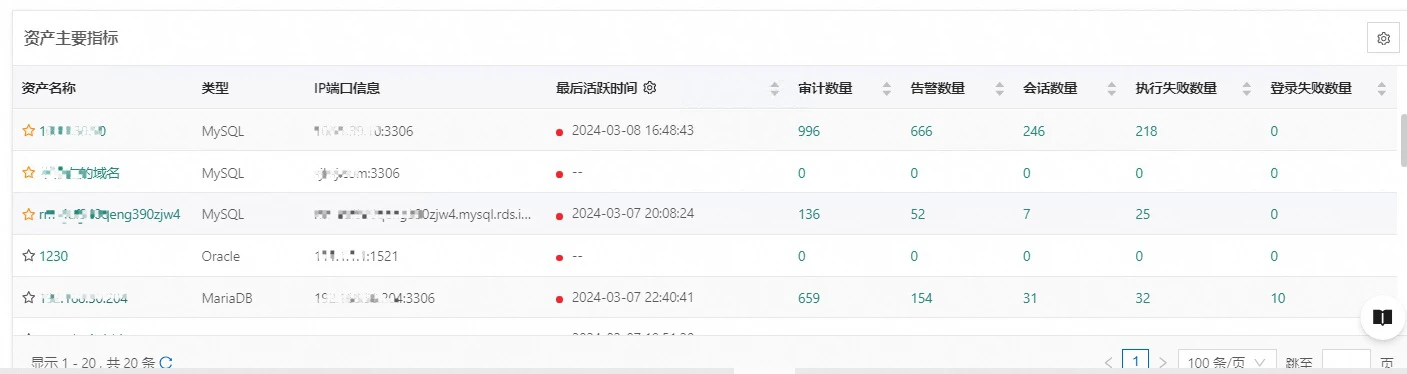 资产主要指标
资产名称 类型 IP端口信息 最后活跃时间 审计数量 告警数量 会话数量 执行失败数量 登录失败数量
MySQL :3306 2024-03-08 16:48:43 996 666 246 218 0
的域名 MySQL :3306 -- 0 0 0 0 0
qeng390zjw4 MySQL 0zjw4.mysql.rds.i... 2024-03-07 20:08:24 136 52 7 25 0
1230 Oracle :1521 -- 0 0 0 0 0
MariaDB :3306 2024-03-07 22:40:41 659 154 31 32 10
显示 1 - 20 , 共 20 条 1 100 条/页 跳至 页